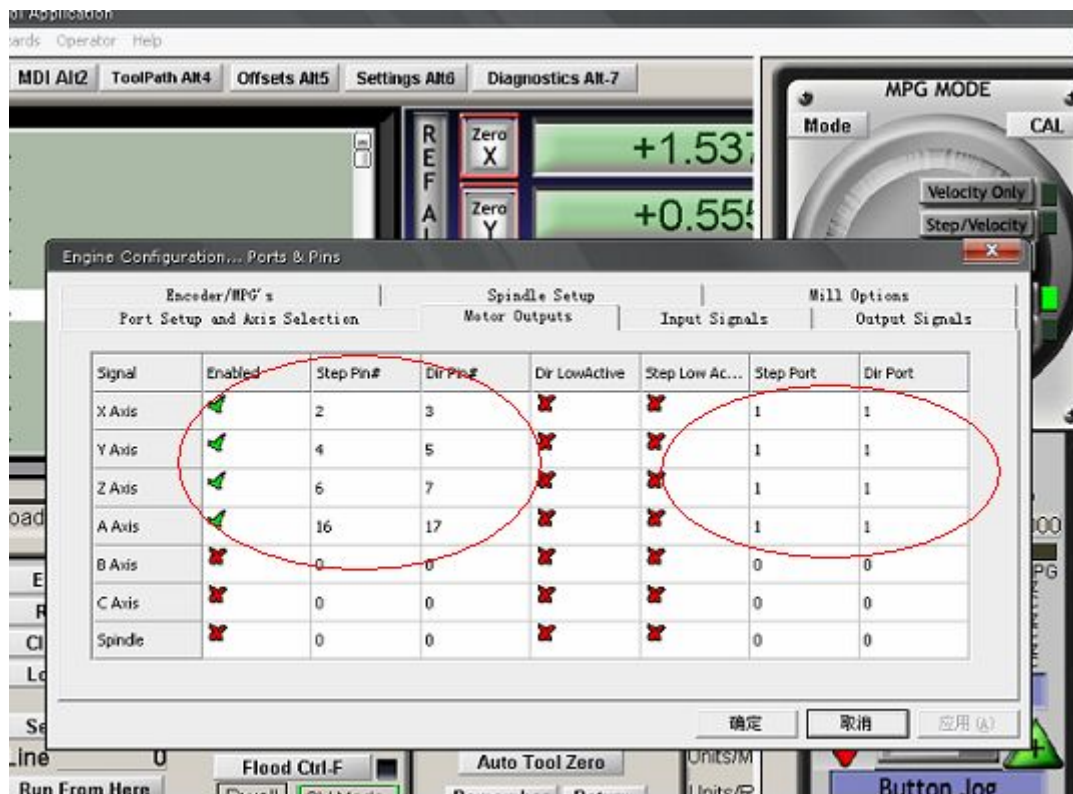 ol Application
ards Operator Help
MDI Alt2 ToolPath Alt4 Offsets Alt5 Settings Alt6 Diagnostics Alt-7
MPG MODE
Mode CAL
REF Zero X +1.537
A Zero Y +0.555
Velocity Only
Step/Velocity
Engine Configuration... Ports & Pins
Encoder/MPG's Spindle Setup Mill Options
Port Setup and Axis Selection Motor Outputs Input Signals Output Signals
Signal Enabled Step Pin# Dir Pin# Dir LowActive Step Low Ac... Step Port Dir Port
X Axis 2 3 1 1
Y Axis 4 5 1 1
Z Axis 6 7 1 1
A Axis 16 17 1 1
B Axis 0 0 0 0
C Axis 0 0 0 0
Spindle 0 0 0 0
确定 取消 应用(A)
Line 0
Flood Ctrl-F
Auto Tool Zero
Units/M
Run From Here
Button Jog